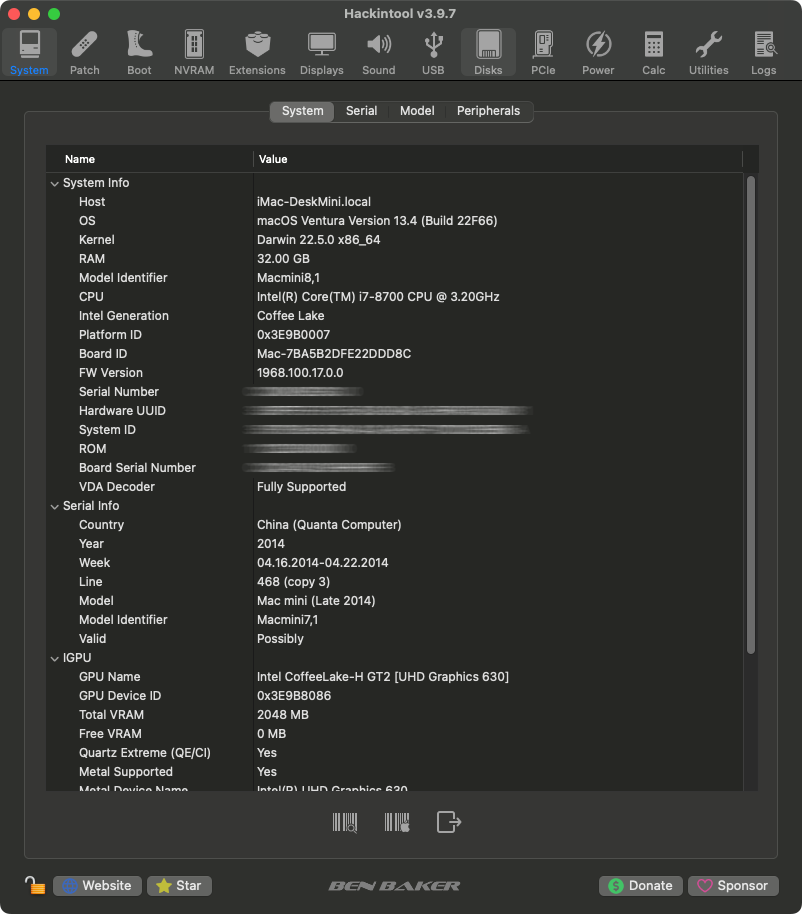 Hackintool v3.9.7
System Patch Boot NVRAM Extensions Displays Sound USB Disks PCIe Power Calc Utilities Logs
System Serial Model Peripherals
Name Value
System Info
Host iMac-DeskMini.local
OS macOS Ventura Version 13.4 (Build 22F66)
Kernel Darwin 22.5.0 x86_64
RAM 32.00 GB
Model Identifier Macmini8,1
CPU Intel(R) Core(TM) i7-8700 CPU @ 3.20GHz
Intel Generation Coffee Lake
Platform ID 0x3E9B0007
Board ID Mac-7BA5B2DFE22DDD8C
FW Version 1968.100.17.0.0
Serial Number
Hardware UUID
System ID
ROM
Board Serial Number
VDA Decoder Fully Supported
Serial Info
Country China (Quanta Computer)
Year 2014
Week 04.16.2014-04.22.2014
Line 468 (copy 3)
Model Mac mini (Late 2014)
Model Identifier Macmini7,1
Valid Possibly
IGPU
GPU Name Intel CoffeeLake-H GT2 [UHD Graphics 630]
GPU Device ID 0x3E9B8086
Total VRAM 2048 MB
Free VRAM 0 MB
Quartz Extreme (QE/CI) Yes
Metal Supported Yes
Metal Device Name Intel(R) UHD Graphics 630
Website Star BEN BAKER Donate Sponsor